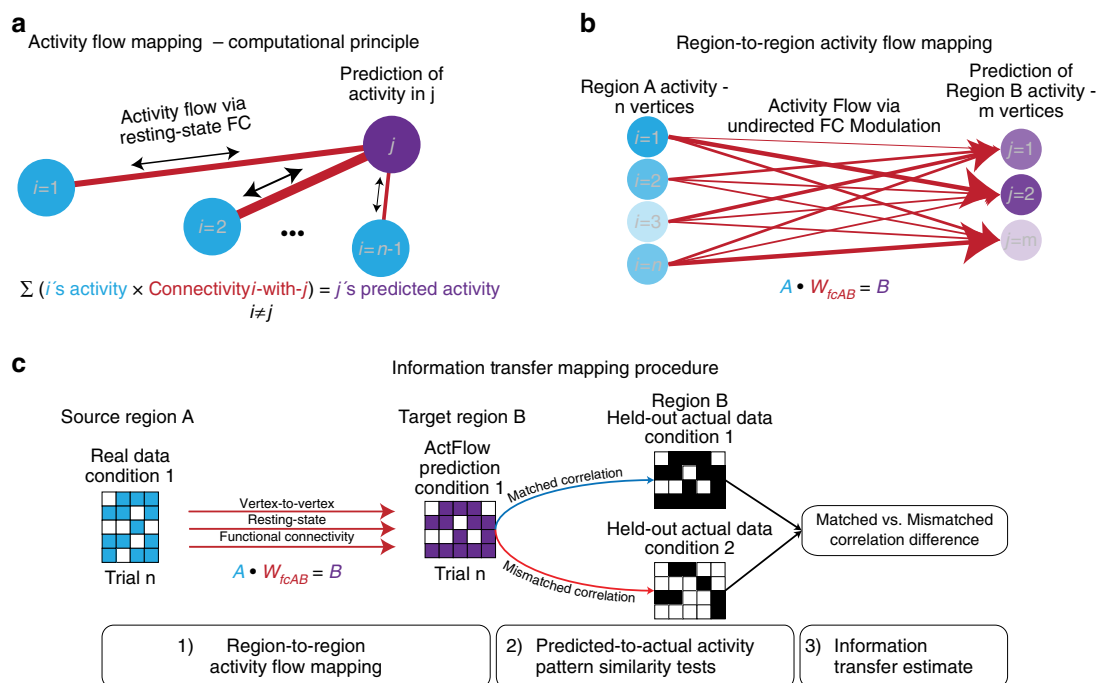 a
Activity flow mapping – computational principle
Prediction of
activity in j
Activity flow via
resting-state FC
j
i=1
i=2
•••
i=n-1
Σ (i´s activity × Connectivityi-with-j) = j´s predicted activity
i≠j
b
Region-to-region activity flow mapping
Region A activity -
n vertices
Activity Flow via
undirected FC Modulation
Prediction of
Region B activity -
m vertices
i=1
i=2
i=3
i=n
j=1
j=2
j=m
A • WfcAB = B
c
Information transfer mapping procedure
Source region A
Real data
condition 1
Trial n
Vertex-to-vertex
Resting-state
Functional connectivity
A • WfcAB = B
Target region B
ActFlow
prediction
condition 1
Trial n
Matched correlation
Mismatched correlation
Region B
Held-out actual data
condition 1
Held-out actual data
condition 2
Matched vs. Mismatched
correlation difference
1) Region-to-region
activity flow mapping
2) Predicted-to-actual activity
pattern similarity tests
3) Information
transfer estimate